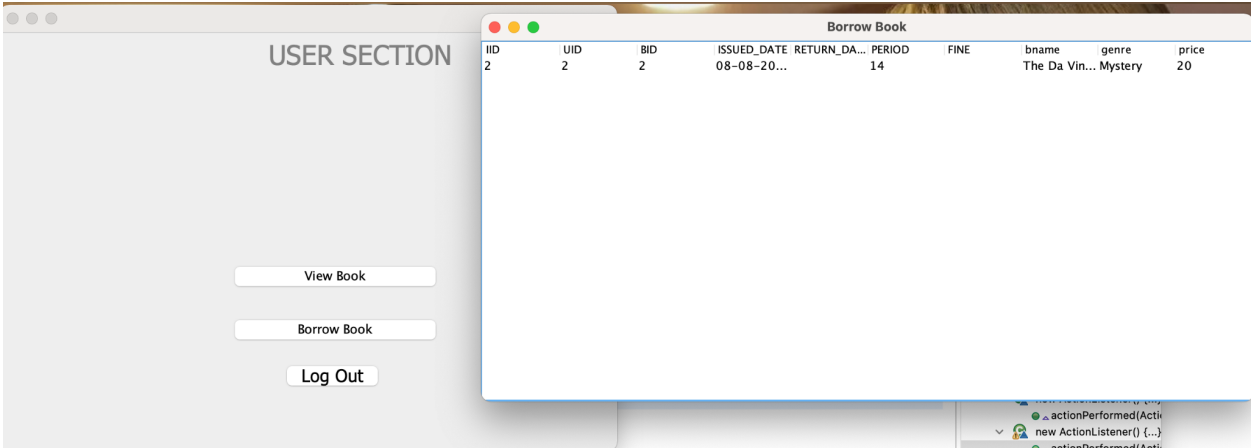 Borrow Book
USER SECTION
IID UID BID ISSUED_DATE RETURN_DA... PERIOD FINE bname genre price
2 2 2 08-08-20... 14 The Da Vin... Mystery 20
View Book
Borrow Book
Log Out
actionPerformed(Actio
new ActionListener() {...}